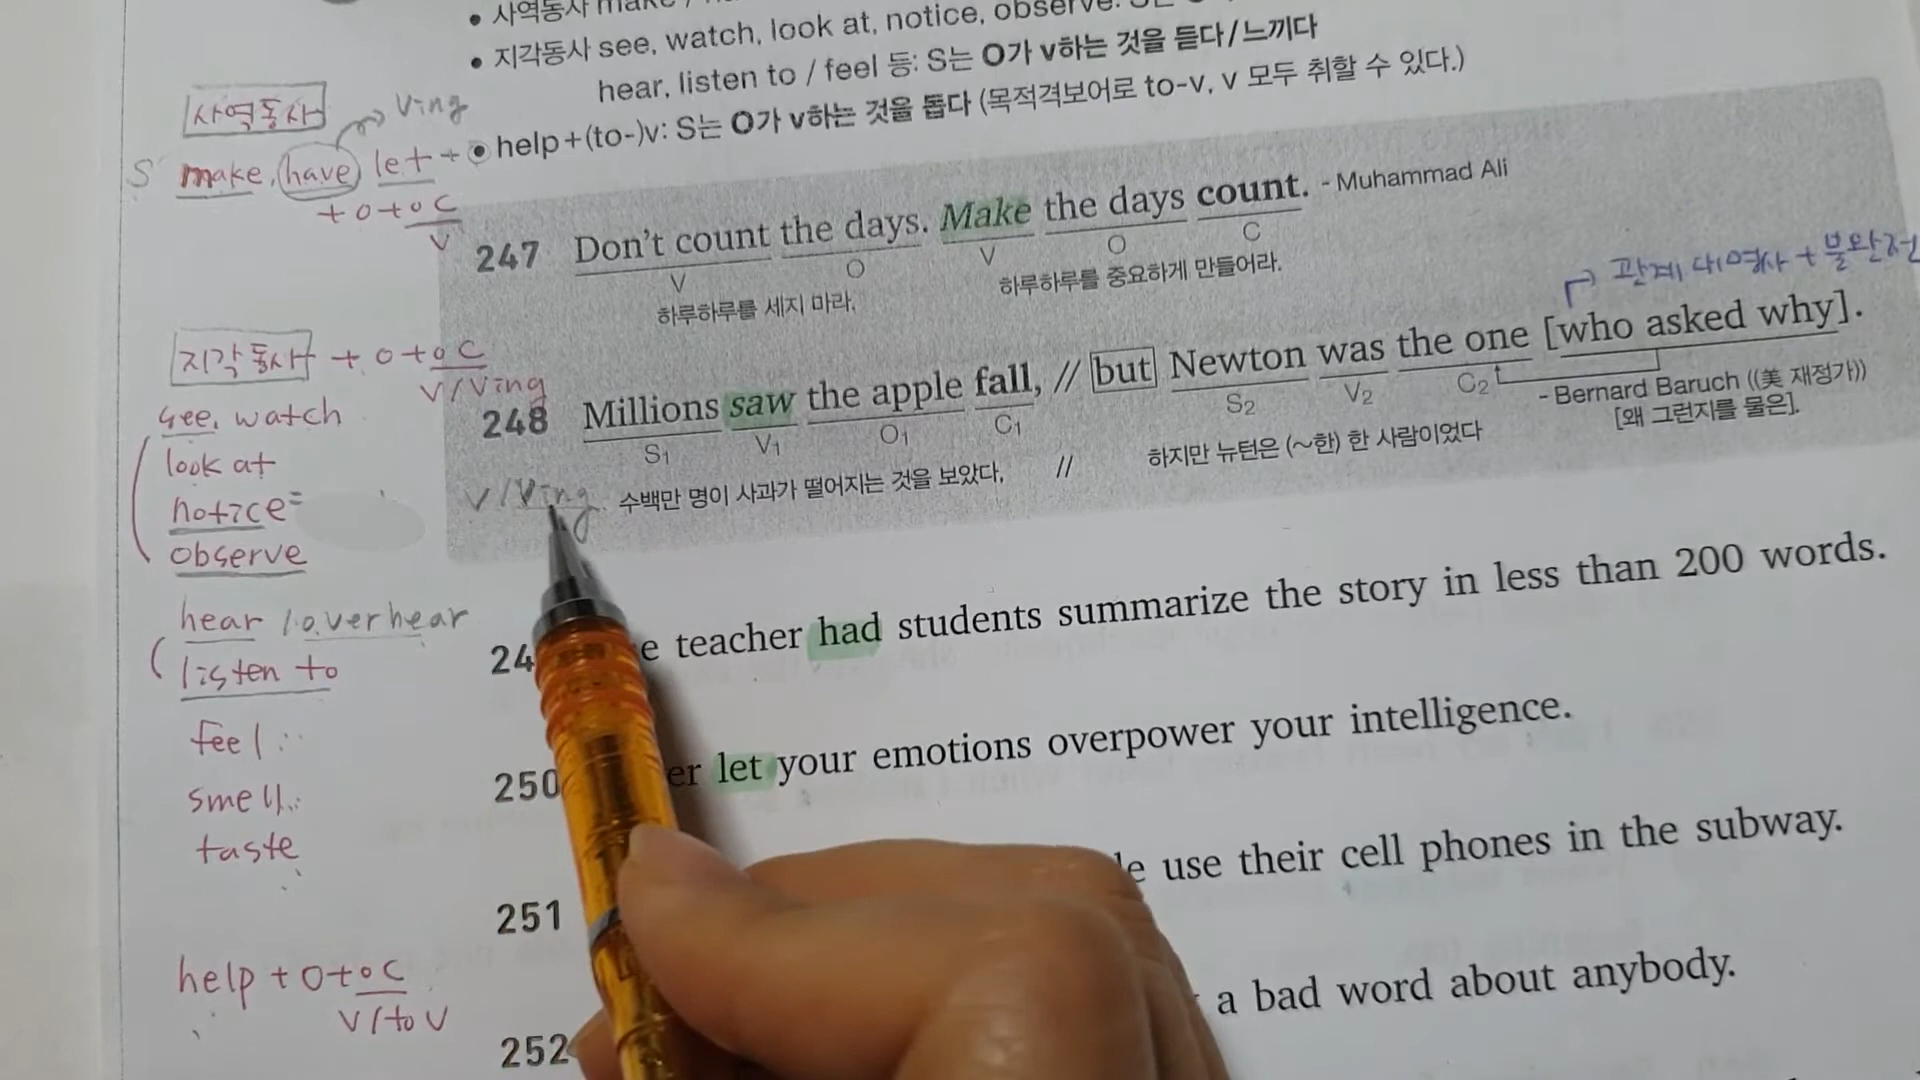 • 사역동사
• 지각동사 see, watch, look at, notice, observe: S는
hear, listen to / feel 등: S는 O가 v하는 것을 듣다/느끼다
• help+(to-)v: S는 O가 v하는 것을 돕다 (목적격보어로 to-v, v 모두 취할 수 있다.)
사역동사 Ving
S make, have let +
+ O + OC
V
247 Don't count the days. Make the days count. - Muhammad Ali
V O V O C
하루하루를 세지 마라. 하루하루를 중요하게 만들어라.
관계대명사 + 불완전
지각동사 + O + OC
V/Ving
see, watch
look at
notice
observe
hear / overhear
listen to
feel
smell
taste
help + O + OC
V / to V
248 Millions saw the apple fall, // but Newton was the one [who asked why].
S₁ V₁ O₁ C₁ S₂ V₂ C₂ - Bernard Baruch ((美 재정가))
V/Ving 수백만 명이 사과가 떨어지는 것을 보았다, // 하지만 뉴턴은 (~한) 한 사람이었다 [왜 그런지를 물은].
teacher had students summarize the story in less than 200 words.
250 let your emotions overpower your intelligence.
251 use their cell phones in the subway.
252 a bad word about anybody.